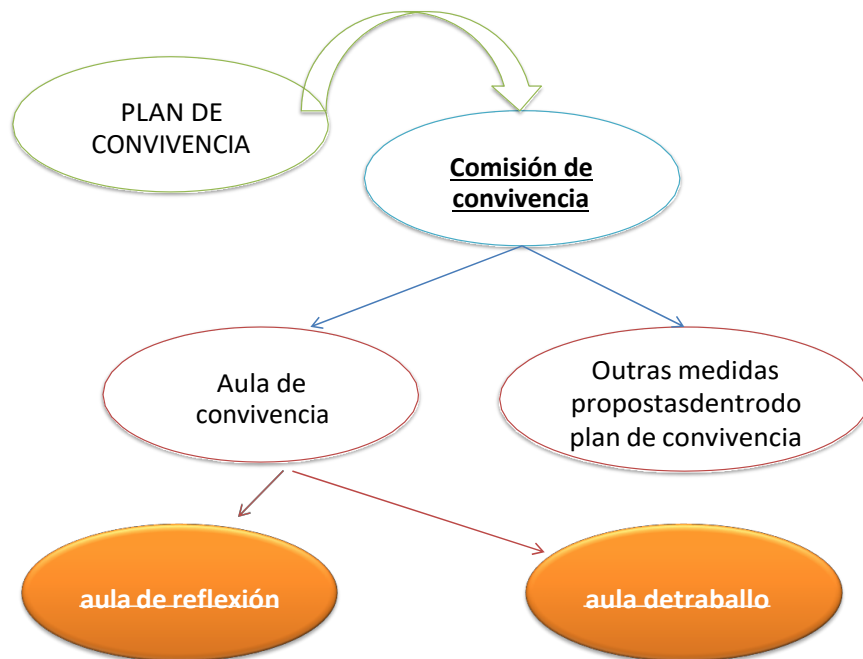 PLAN DE
CONVIVENCIA
Comisión de
convivencia
Aula de
convivencia
Outras medidas
propostasdentrodo
plan de convivencia
aula de reflexión
aula detraballo